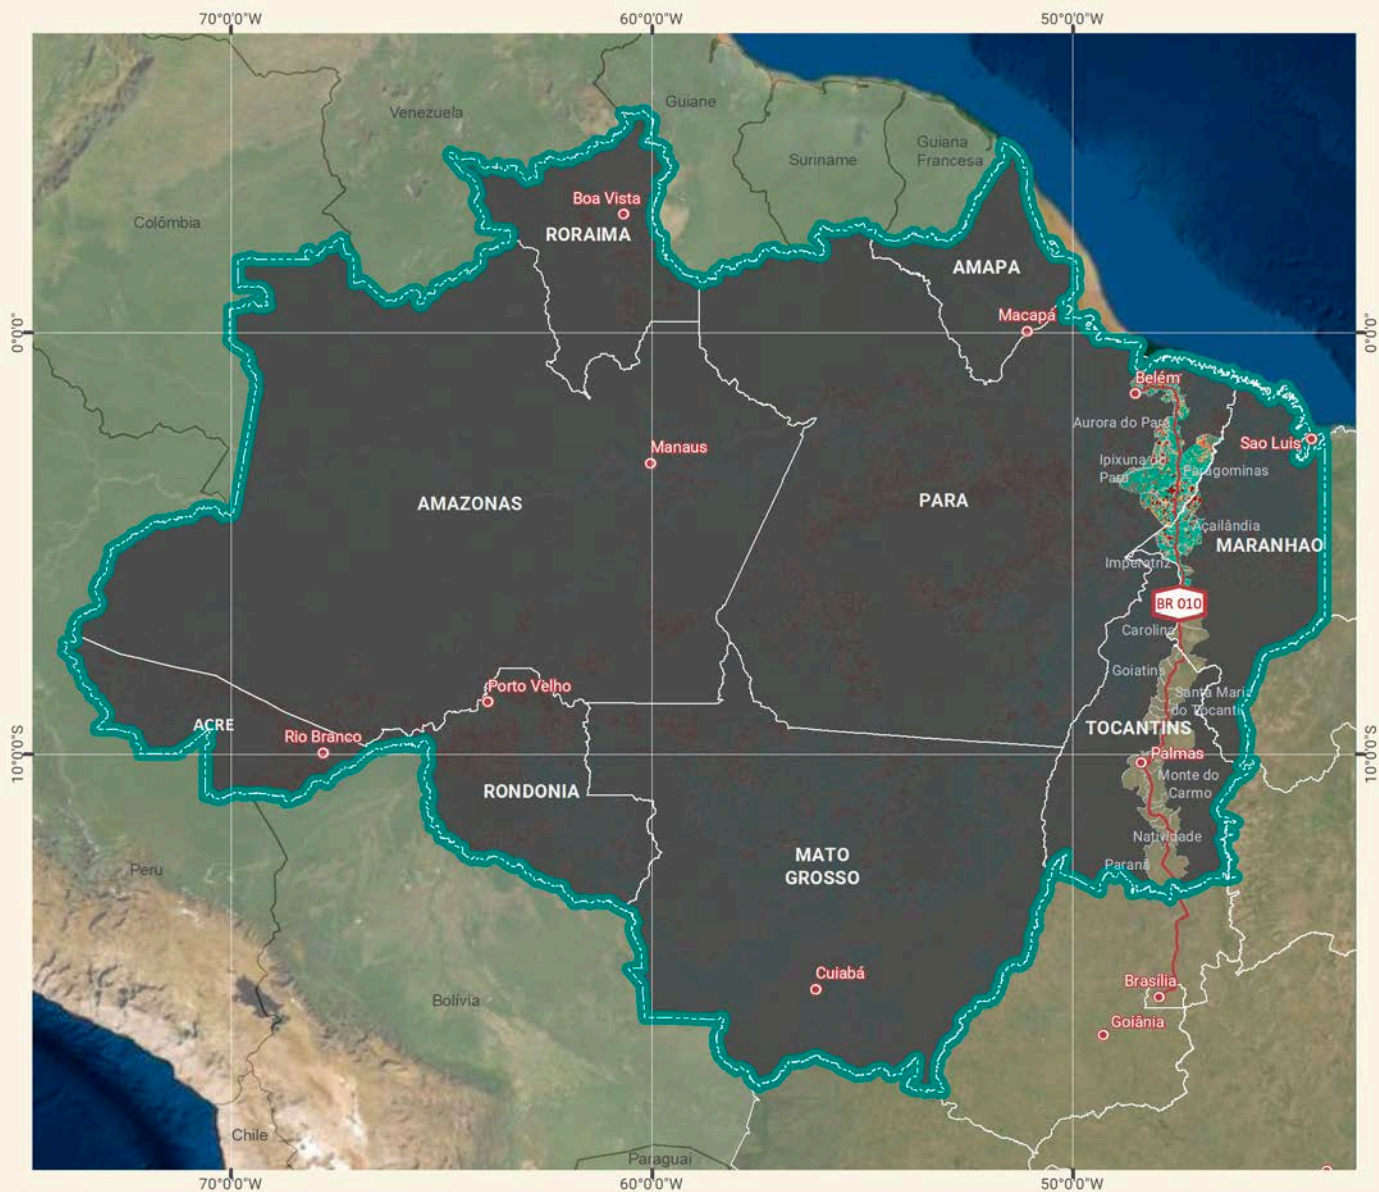 70°0'0"W
60°0'0"W
50°0'0"W
Guiane
Venezuela
Guiana
Francesa
Suriname
Colômbia
Boa Vista
RORAIMA
AMAPA
Macapá
0°0'0"
0°0'0"
Belém
Aurora do Pará
Sao Luis
Manaus
Ipixuna do
Pará
Paragominas
AMAZONAS
PARA
Açailândia
MARANHAO
Imperatriz
BR 010
Carolina
Goiatins
Porto Velho
Santa Maria
do Tocanti
ACRE
TOCANTINS
Rio Branco
10°0'0"S
Palmas
10°0'0"S
Monte do
Carmo
RONDONIA
Natividade
MATO
GROSSO
Paranã
Peru
Cuiabá
Brasília
Bolívia
Goiânia
Chile
Paraguai
70°0'0"W
60°0'0"W
50°0'0"W